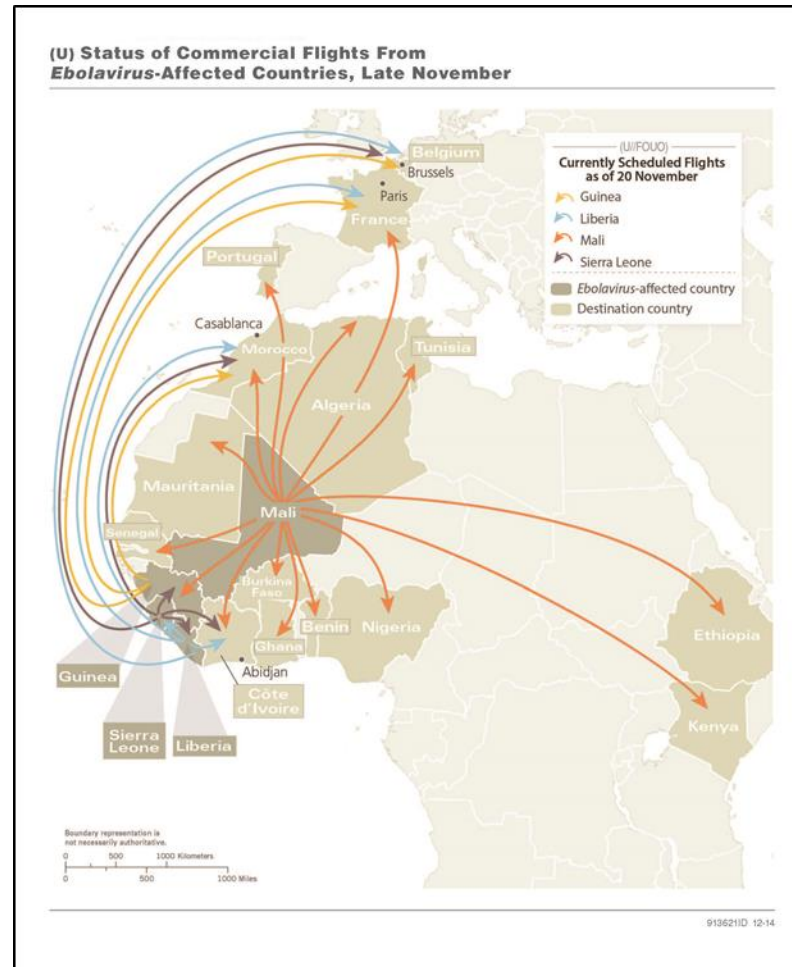 (U) Status of Commercial Flights From
Ebolavirus-Affected Countries, Late November
(U//FOUO)
Currently Scheduled Flights
as of 20 November
Guinea
Liberia
Mali
Sierra Leone
Ebolavirus-affected country
Destination country
Belgium
Brussels
Paris
France
Portugal
Casablanca
Morocco
Tunisia
Algeria
Mauritania
Mali
Senegal
Burkina
Faso
Benin
Nigeria
Ghana
Ethiopia
Kenya
Abidjan
Côte
d'Ivoire
Guinea
Sierra
Leone
Liberia
Boundary representation is
not necessarily authoritative.
0 500 1000 Kilometers
0 500 1000 Miles
913621ID 12-14